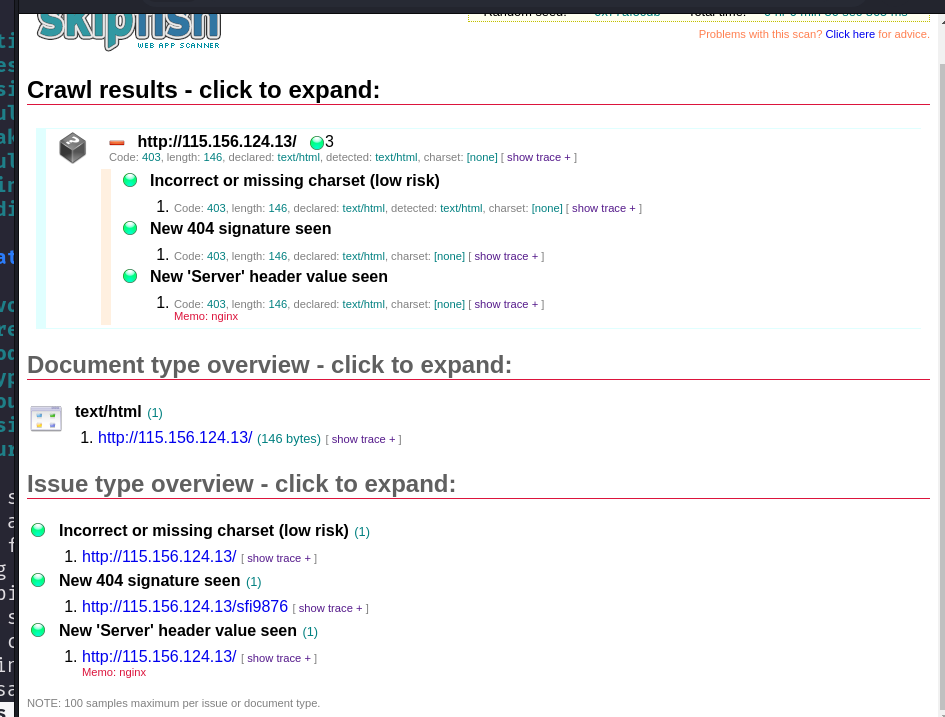 skipfish
WEB APP SCANNER
Problems with this scan? Click here for advice.
Crawl results - click to expand:
http://115.156.124.13/ 3
Code: 403, length: 146, declared: text/html, detected: text/html, charset: [none] [ show trace + ]
Incorrect or missing charset (low risk)
1. Code: 403, length: 146, declared: text/html, detected: text/html, charset: [none] [ show trace + ]
New 404 signature seen
1. Code: 403, length: 146, declared: text/html, charset: [none] [ show trace + ]
New 'Server' header value seen
1. Code: 403, length: 146, declared: text/html, charset: [none] [ show trace + ]
Memo: nginx
Document type overview - click to expand:
text/html (1)
1. http://115.156.124.13/ (146 bytes) [ show trace + ]
Issue type overview - click to expand:
Incorrect or missing charset (low risk) (1)
1. http://115.156.124.13/ [ show trace + ]
New 404 signature seen (1)
1. http://115.156.124.13/sfi9876 [ show trace + ]
New 'Server' header value seen (1)
1. http://115.156.124.13/ [ show trace + ]
Memo: nginx
NOTE: 100 samples maximum per issue or document type.